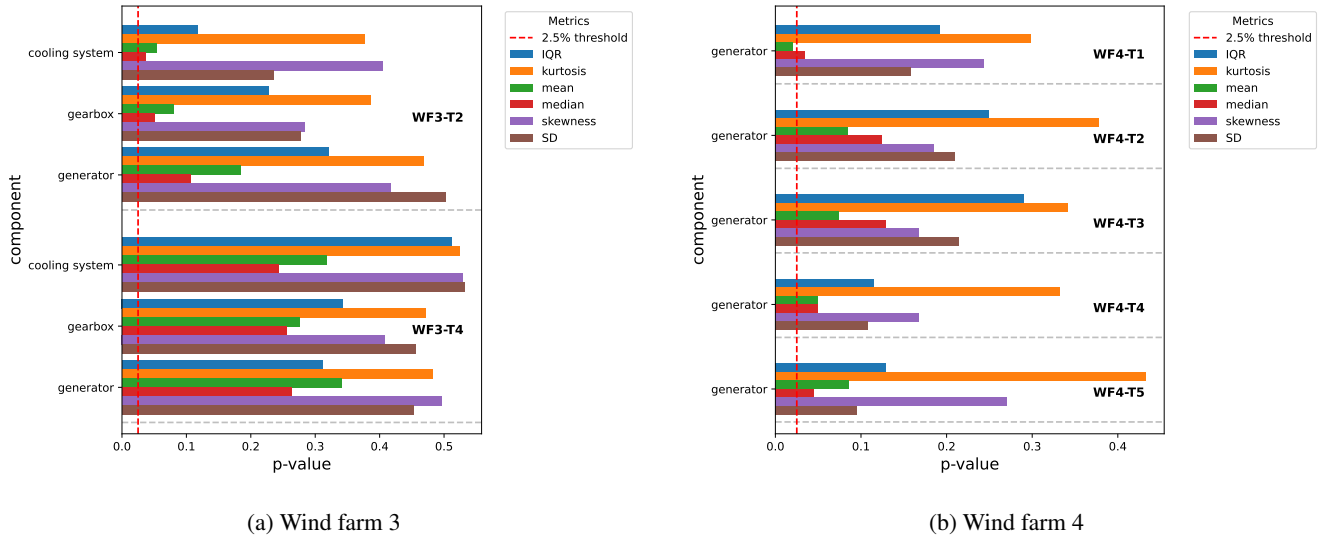 cooling system
gearbox
generator
WF3-T2
cooling system
gearbox
generator
WF3-T4
component
0.0 0.1 0.2 0.3 0.4 0.5
p-value
Metrics
2.5% threshold
IQR
kurtosis
mean
median
skewness
SD
(a) Wind farm 3
generator
WF4-T1
generator
WF4-T2
generator
WF4-T3
generator
WF4-T4
generator
WF4-T5
component
0.0 0.1 0.2 0.3 0.4
p-value
Metrics
2.5% threshold
IQR
kurtosis
mean
median
skewness
SD
(b) Wind farm 4